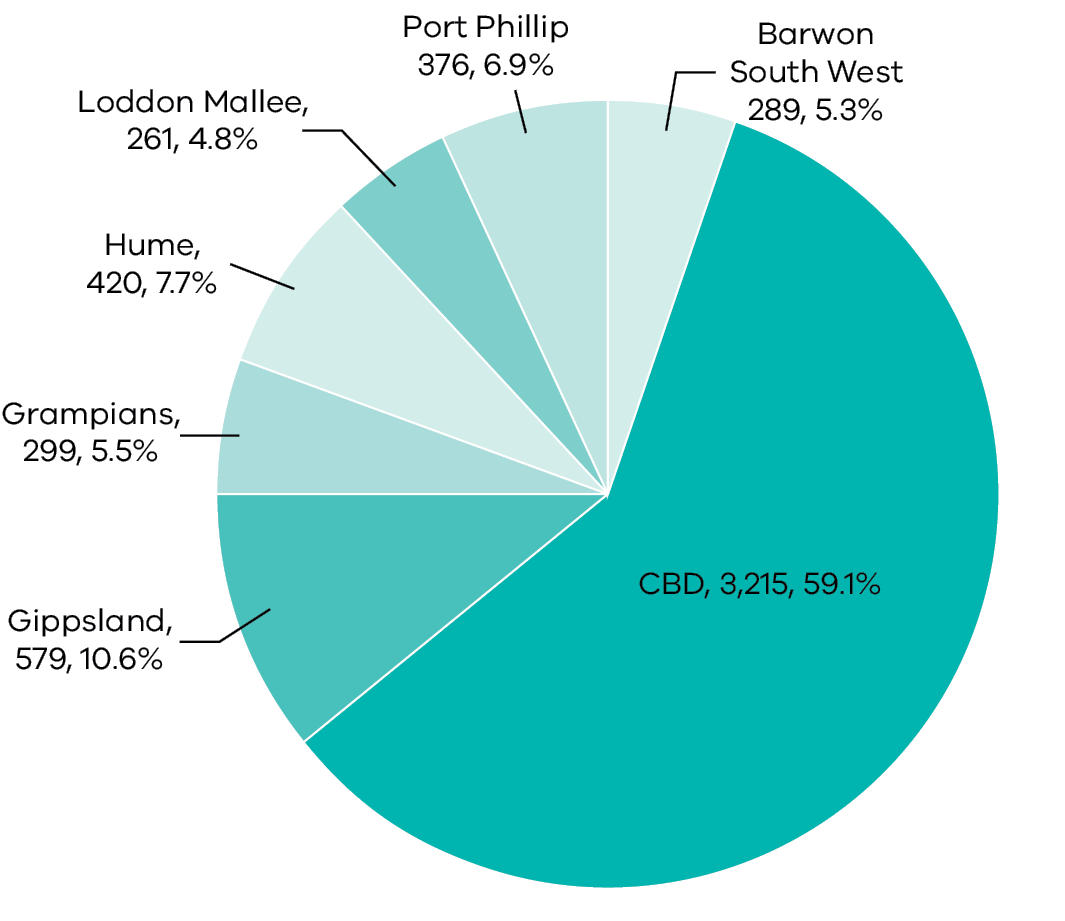 Port Phillip
376, 6.9%
Barwon
South West
289, 5.3%
Loddon Mallee,
261, 4.8%
Hume,
420, 7.7%
Grampians,
299, 5.5%
CBD, 3,215, 59.1%
Gippsland,
579, 10.6%